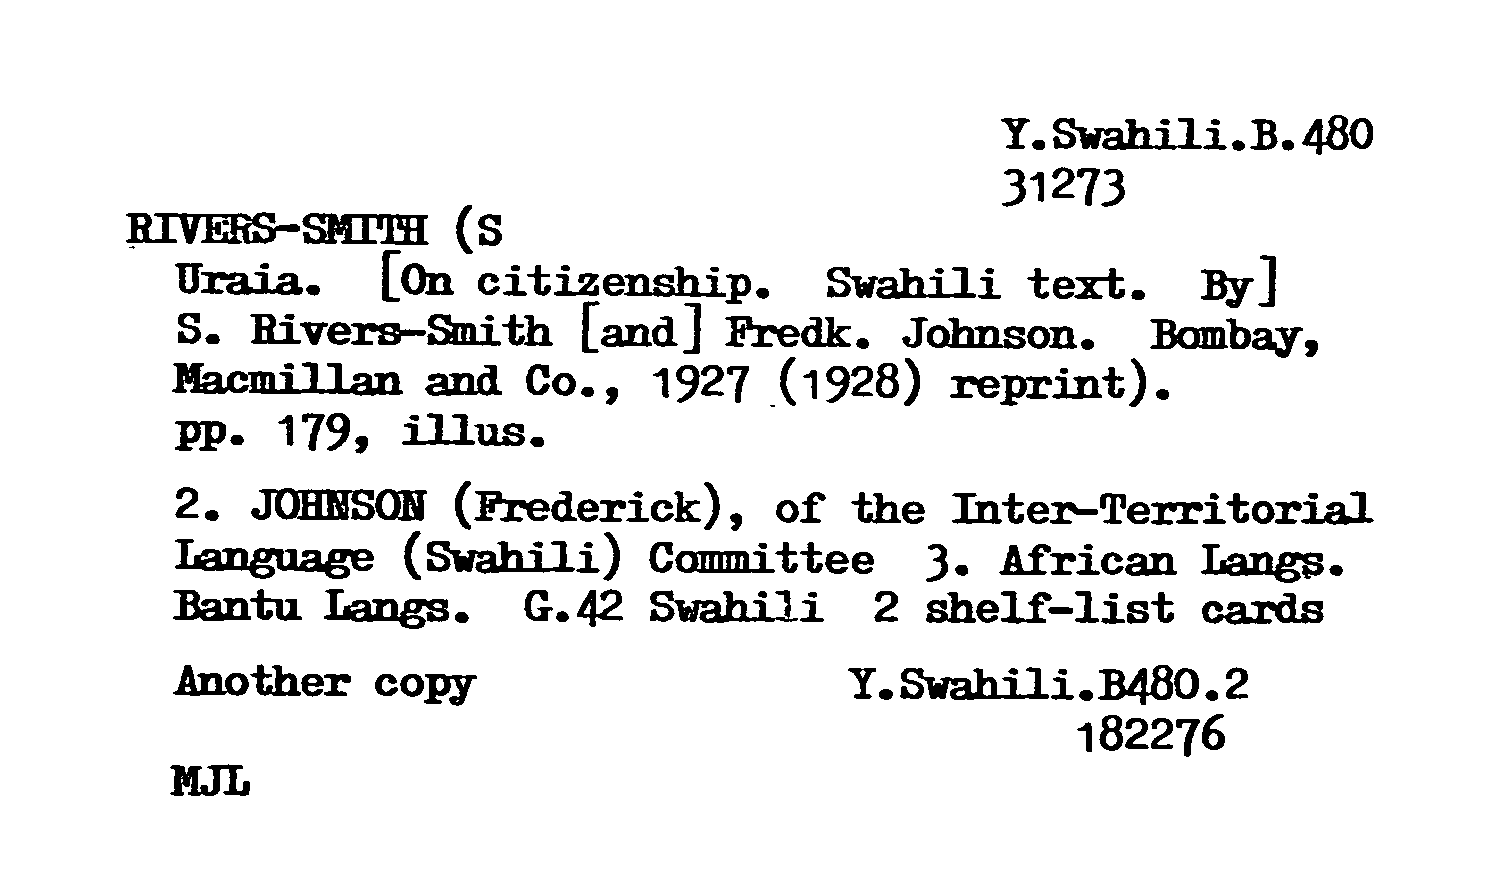 Y.Swahili.B.480
31273
RIVERS-SMITH (S
Uraia. [On citizenship. Swahili text. By]
S. Rivers-Smith [and] Fredk. Johnson. Bombay,
Macmillan and Co., 1927 (1928) reprint).
pp. 179, illus.
2. JOHNSON (Frederick), of the Inter-Territorial
Language (Swahili) Committee 3. African Langs.
Bantu Langs. G.42 Swahili 2 shelf-list cards
Another copy Y.Swahili.B480.2
182276
MJL